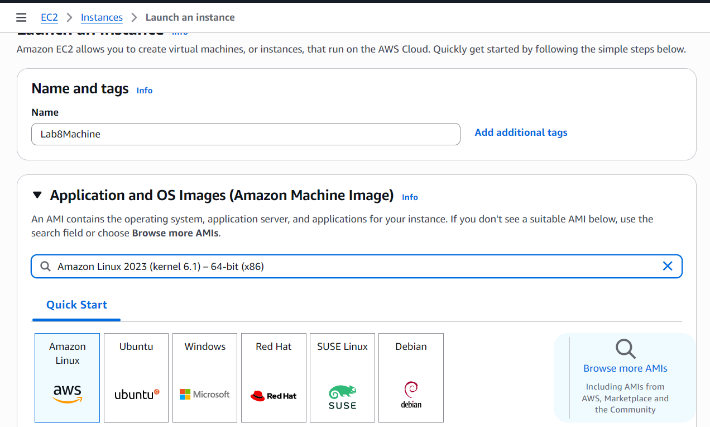 EC2 > Instances > Launch an instance
Launch an instance Info
Amazon EC2 allows you to create virtual machines, or instances, that run on the AWS Cloud. Quickly get started by following the simple steps below.
Name and tags Info
Name
Lab8Machine
Add additional tags
Application and OS Images (Amazon Machine Image) Info
An AMI contains the operating system, application server, and applications for your instance. If you don't see a suitable AMI below, use the
search field or choose Browse more AMIs.
Amazon Linux 2023 (kernel 6.1) – 64-bit (x86)
Quick Start
Amazon
Linux
aws
Ubuntu
ubuntu
Windows
Microsoft
Red Hat
Red Hat
SUSE Linux
SUSE
Debian
debian
Browse more AMIs
Including AMIs from
AWS, Marketplace and
the Community